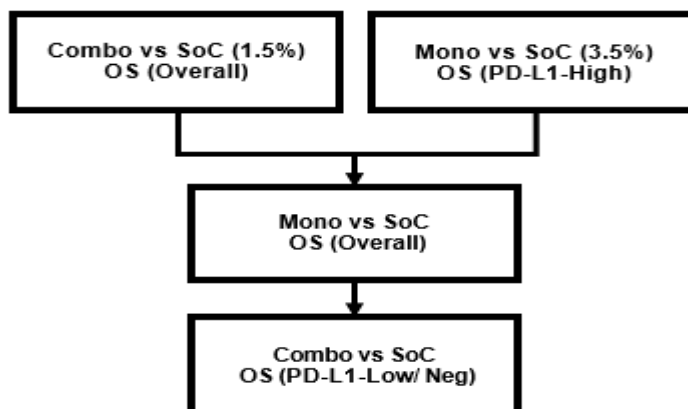 Combo vs SoC (1.5%)
OS (Overall)
Mono vs SoC (3.5%)
OS (PD-L1-High)
Mono vs SoC
OS (Overall)
Combo vs SoC
OS (PD-L1-Low/ Neg)